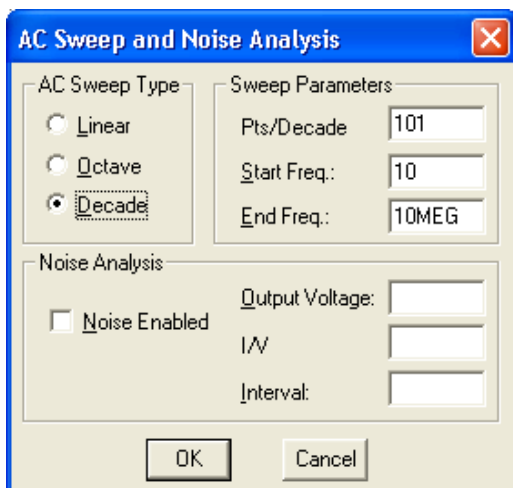 AC Sweep and Noise Analysis
AC Sweep Type
Linear
Octave
Decade
Sweep Parameters
Pts/Decade 101
Start Freq.: 10
End Freq.: 10MEG
Noise Analysis
Noise Enabled
Output Voltage:
I/V
Interval:
OK Cancel